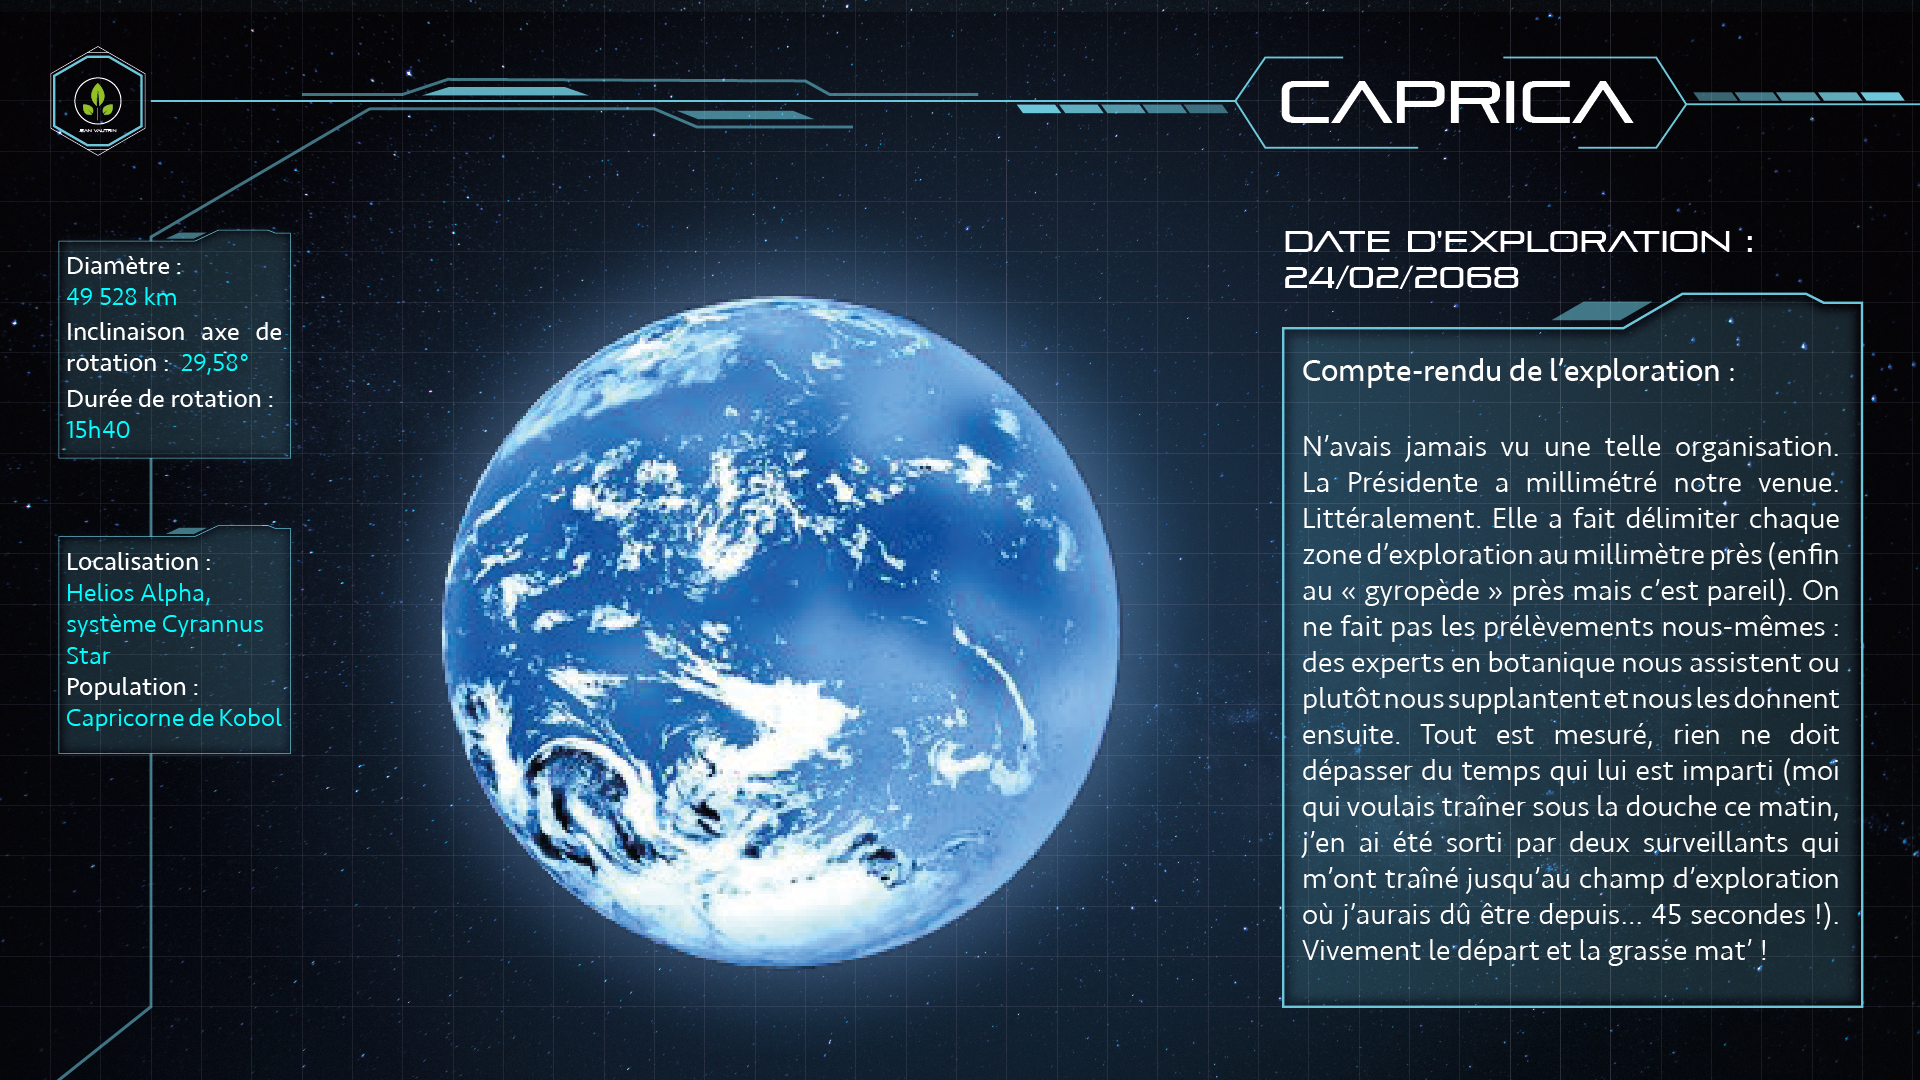 JEAN VAUTRIN
CAPRICA
DATE D'EXPLORATION :
24/02/2068
Diamètre :
49 528 km
Inclinaison axe de
rotation : 29,58°
Durée de rotation :
15h40
Localisation :
Helios Alpha,
système Cyrannus
Star
Population :
Capricorne de Kobol
Compte-rendu de l’exploration :
N’avais jamais vu une telle organisation.
La Présidente a millimétré notre venue.
Littéralement. Elle a fait délimiter chaque
zone d’exploration au millimètre près (enfin
au « gyropède » près mais c’est pareil). On
ne fait pas les prélèvements nous-mêmes :
des experts en botanique nous assistent ou
plutôt nous supplantent et nous les donnent
ensuite. Tout est mesuré, rien ne doit
dépasser du temps qui lui est imparti (moi
qui voulais traîner sous la douche ce matin,
j’en ai été sorti par deux surveillants qui
m’ont traîné jusqu’au champ d’exploration
où j’aurais dû être depuis... 45 secondes !).
Vivement le départ et la grasse mat’ !